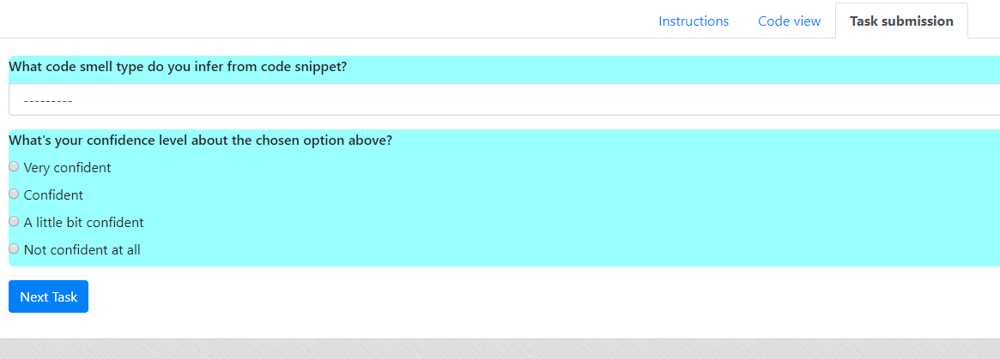 Instructions Code view Task submission
What code smell type do you infer from code snippet?
---------
What's your confidence level about the chosen option above?
Very confident
Confident
A little bit confident
Not confident at all
Next Task